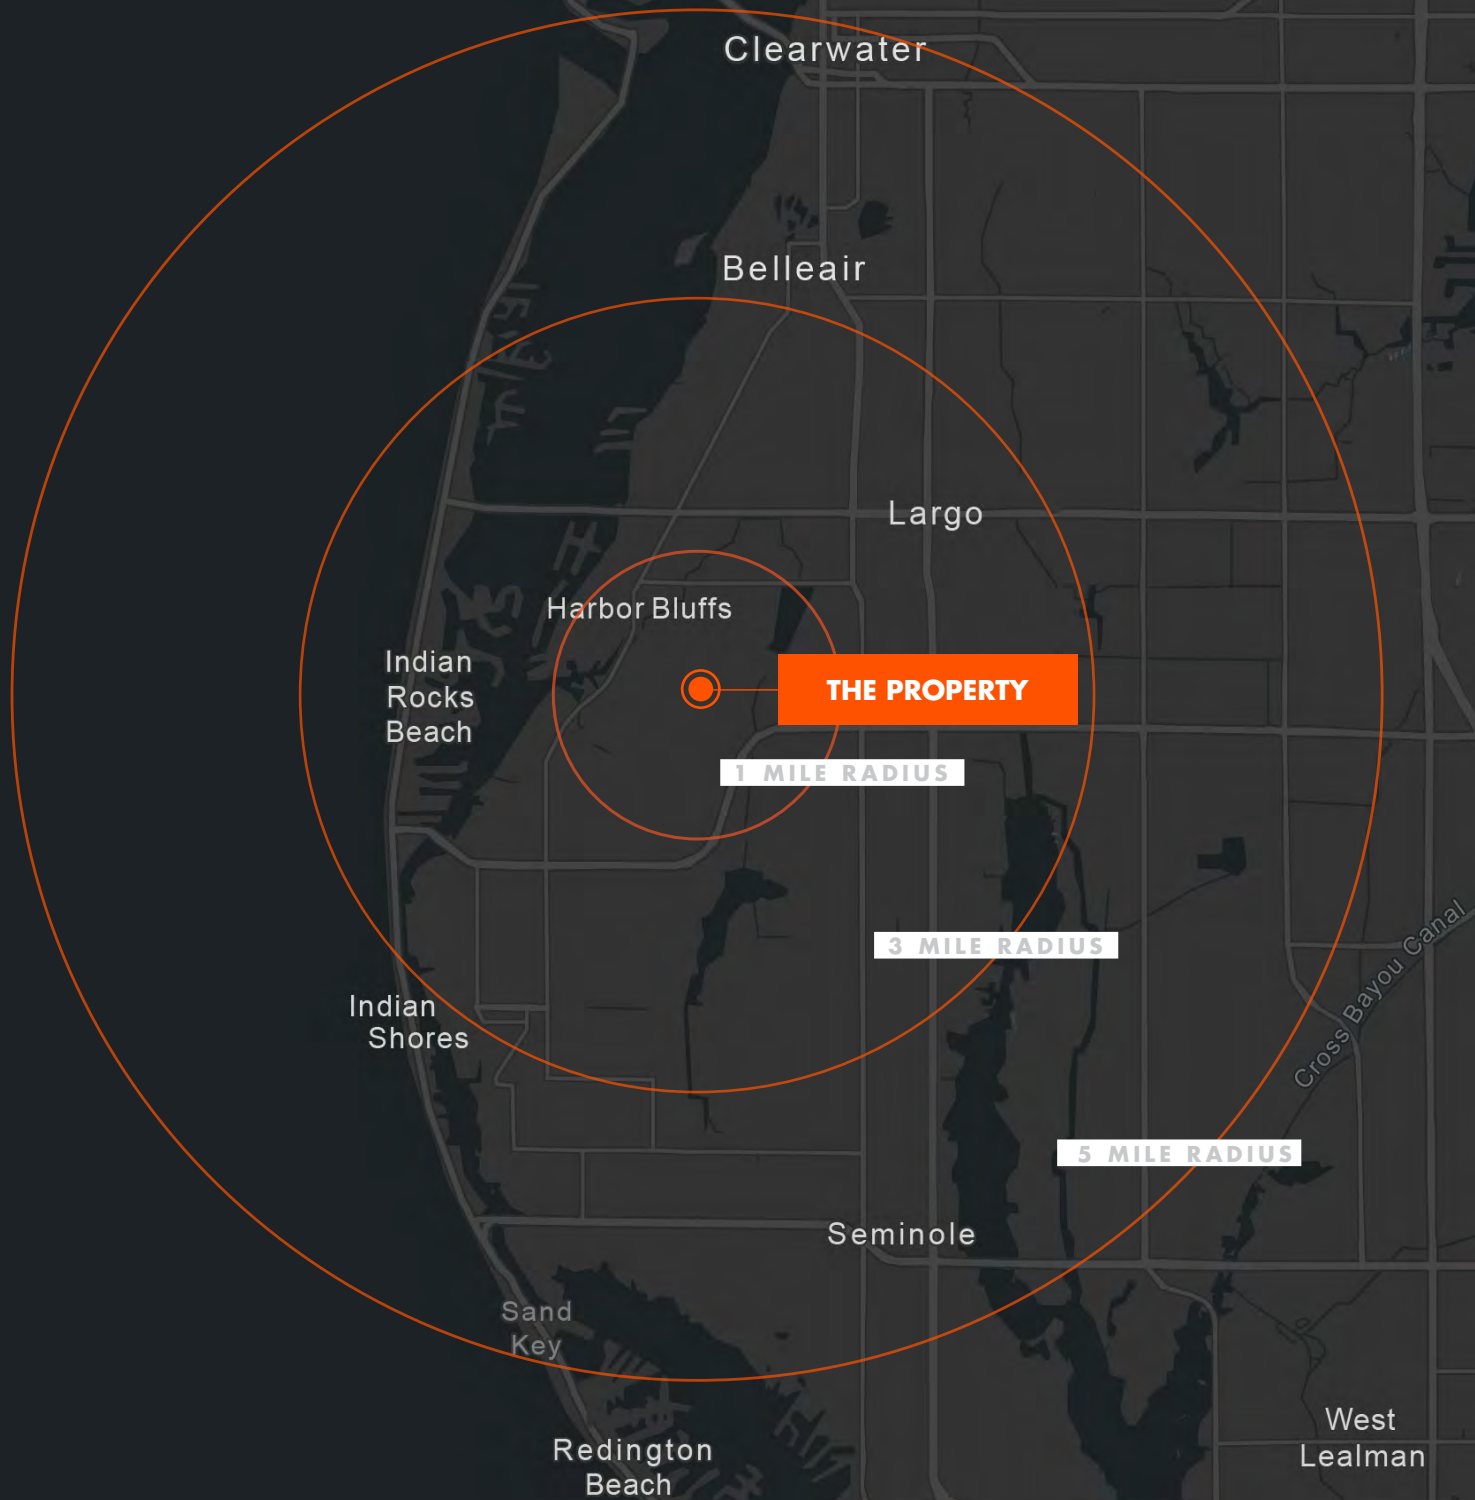 Clearwater
Belleair
Largo
Harbor Bluffs
Indian
Rocks
Beach
THE PROPERTY
1 MILE RADIUS
3 MILE RADIUS
Cross Bayou Canal
Indian
Shores
5 MILE RADIUS
Seminole
Sand
Key
West
Lealman
Redington
Beach